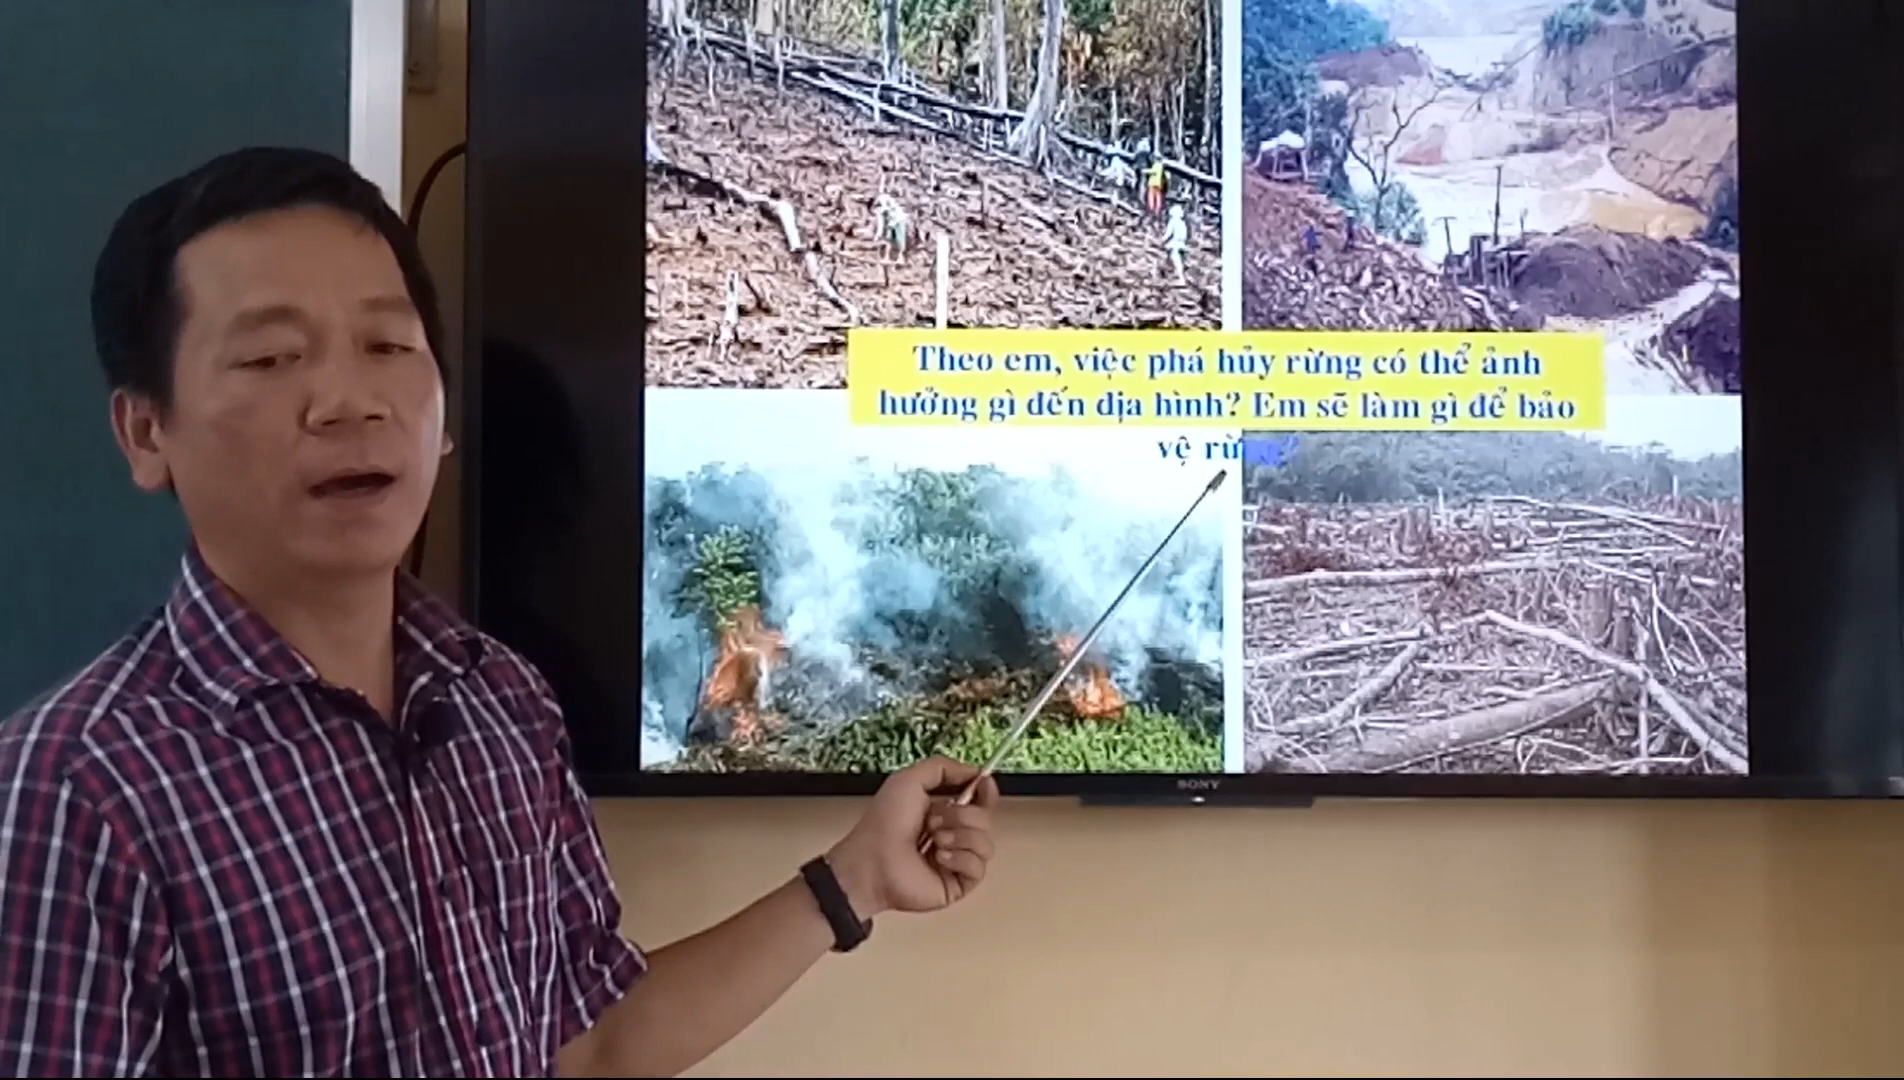 Theo em, việc phá hủy rừng có thể ảnh
hưởng gì đến địa hình? Em sẽ làm gì để bảo
vệ rừng?
SONY